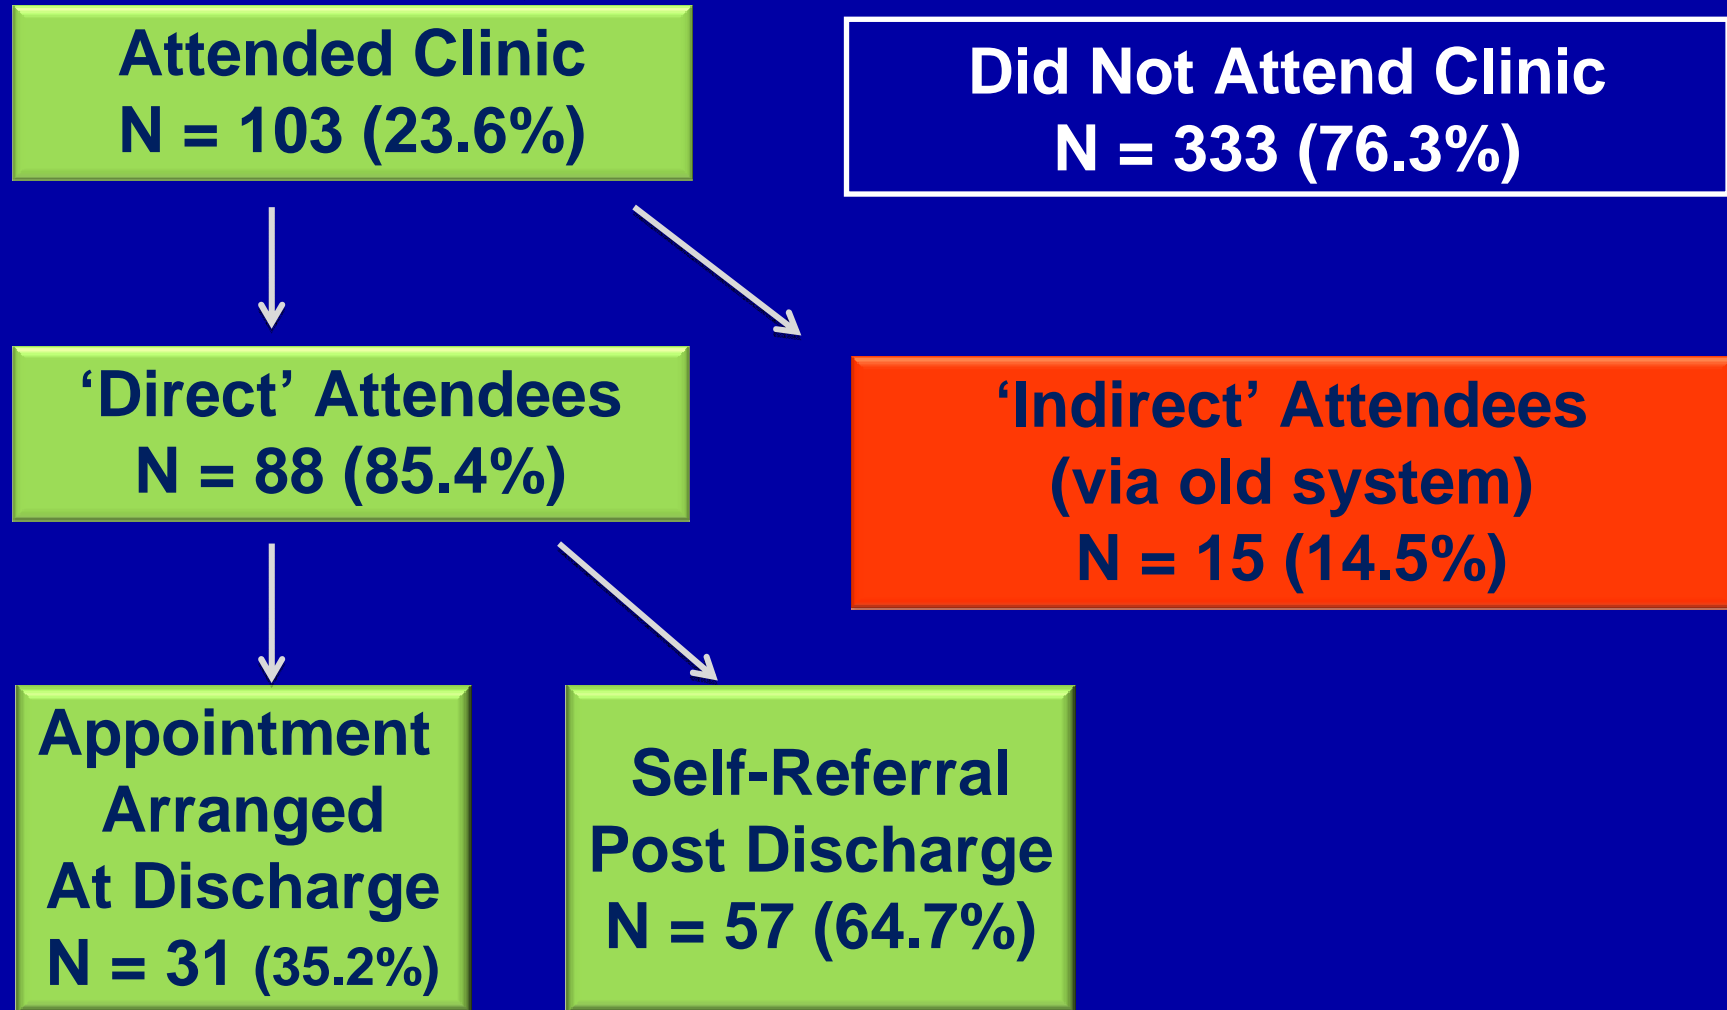 Attended Clinic
N = 103 (23.6%)
Did Not Attend Clinic
N = 333 (76.3%)
‘Direct’ Attendees
N = 88 (85.4%)
‘Indirect’ Attendees
(via old system)
N = 15 (14.5%)
Appointment
Arranged
At Discharge
N = 31 (35.2%)
Self-Referral
Post Discharge
N = 57 (64.7%)